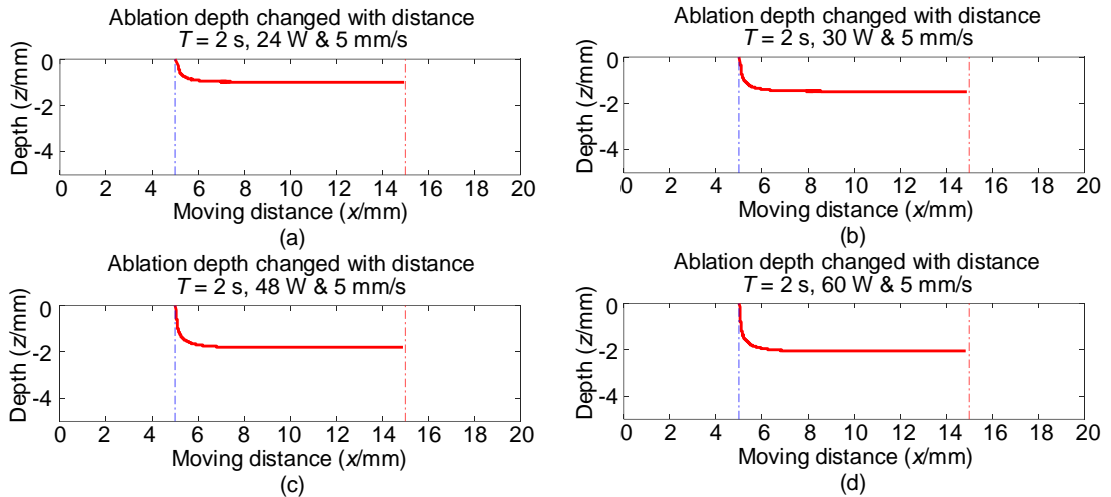 Ablation depth changed with distance
T = 2 s, 24 W & 5 mm/s
0
-2
-4
Depth (z/mm)
0 2 4 6 8 10 12 14 16 18 20
Moving distance (x/mm)
(a)
Ablation depth changed with distance
T = 2 s, 30 W & 5 mm/s
0
-2
-4
Depth (z/mm)
0 2 4 6 8 10 12 14 16 18 20
Moving distance (x/mm)
(b)
Ablation depth changed with distance
T = 2 s, 48 W & 5 mm/s
0
-2
-4
Depth (z/mm)
0 2 4 6 8 10 12 14 16 18 20
Moving distance (x/mm)
(c)
Ablation depth changed with distance
T = 2 s, 60 W & 5 mm/s
0
-2
-4
Depth (z/mm)
0 2 4 6 8 10 12 14 16 18 20
Moving distance (x/mm)
(d)